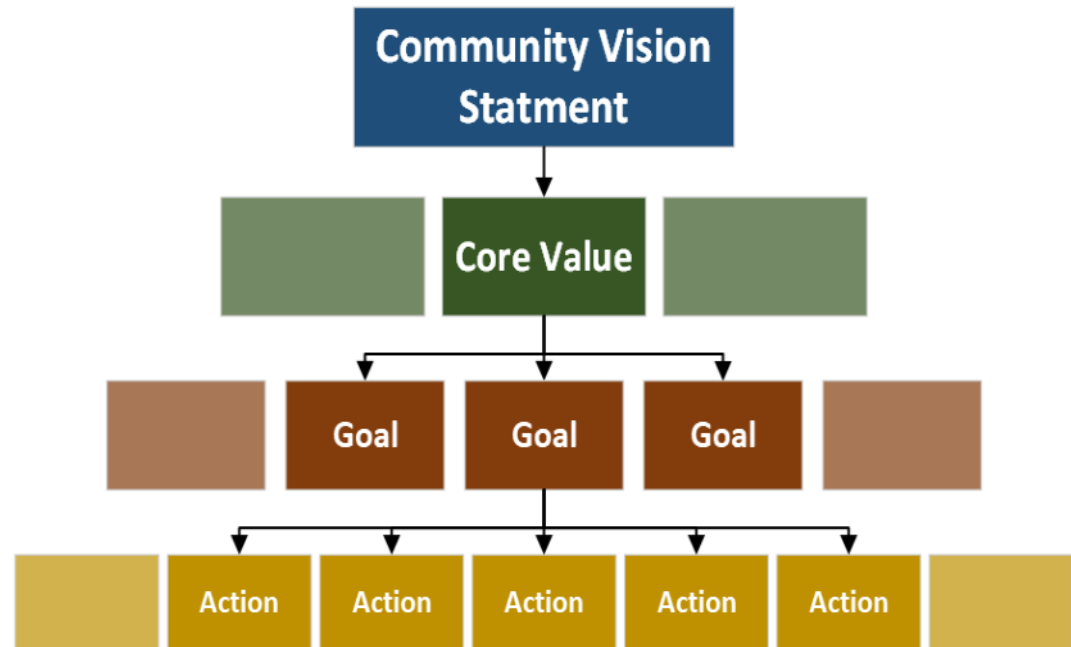 Community Vision
Statment
Core Value
Goal
Goal
Goal
Action
Action
Action
Action
Action